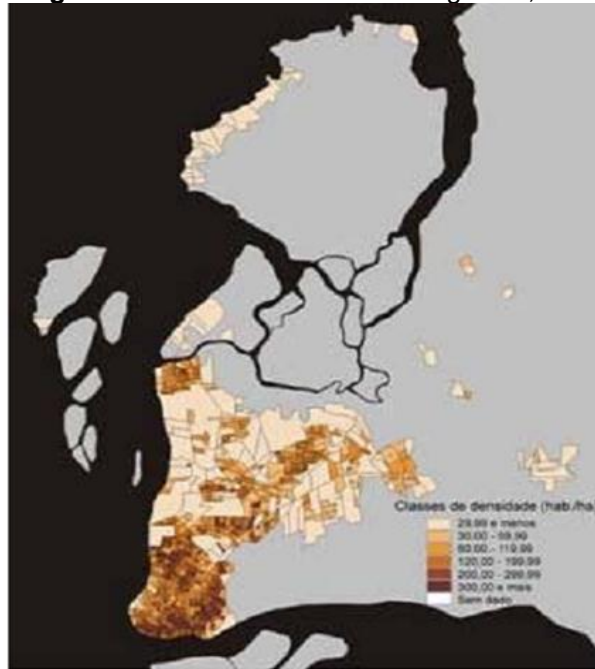 Classes de densidade (hab./ha)
29,99 e menos
30,00 - 59,99
60,00 - 119,99
120,00 - 199,99
200,00 - 299,99
300,00 e mais
Sem dado